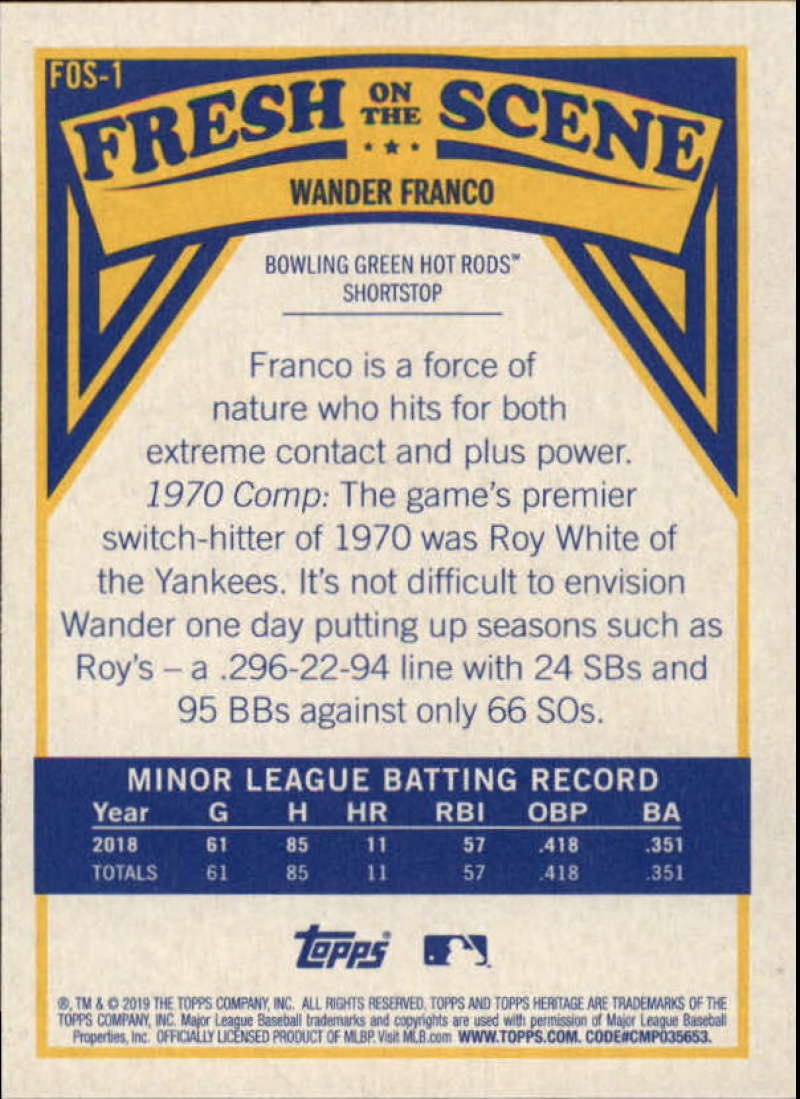 FOS-1
FRESH ON THE SCENE
WANDER FRANCO
BOWLING GREEN HOT RODS™
SHORTSTOP
Franco is a force of
nature who hits for both
extreme contact and plus power.
1970 Comp: The game's premier
switch-hitter of 1970 was Roy White of
the Yankees. It's not difficult to envision
Wander one day putting up seasons such as
Roy's – a .296-22-94 line with 24 SBs and
95 BBs against only 66 SOs.
MINOR LEAGUE BATTING RECORD
Year G H HR RBI OBP BA
2018 61 85 11 57 .418 .351
TOTALS 61 85 11 57 .418 .351
Topps®
®, TM & © 2019 THE TOPPS COMPANY, INC. ALL RIGHTS RESERVED. TOPPS AND TOPPS HERITAGE ARE TRADEMARKS OF THE
TOPPS COMPANY, INC. Major League Baseball trademarks and copyrights are used with permission of Major League Baseball
Properties, Inc. OFFICIALLY LICENSED PRODUCT OF MLBP. Visit MLB.com WWW.TOPPS.COM. CODE#CMP035653.